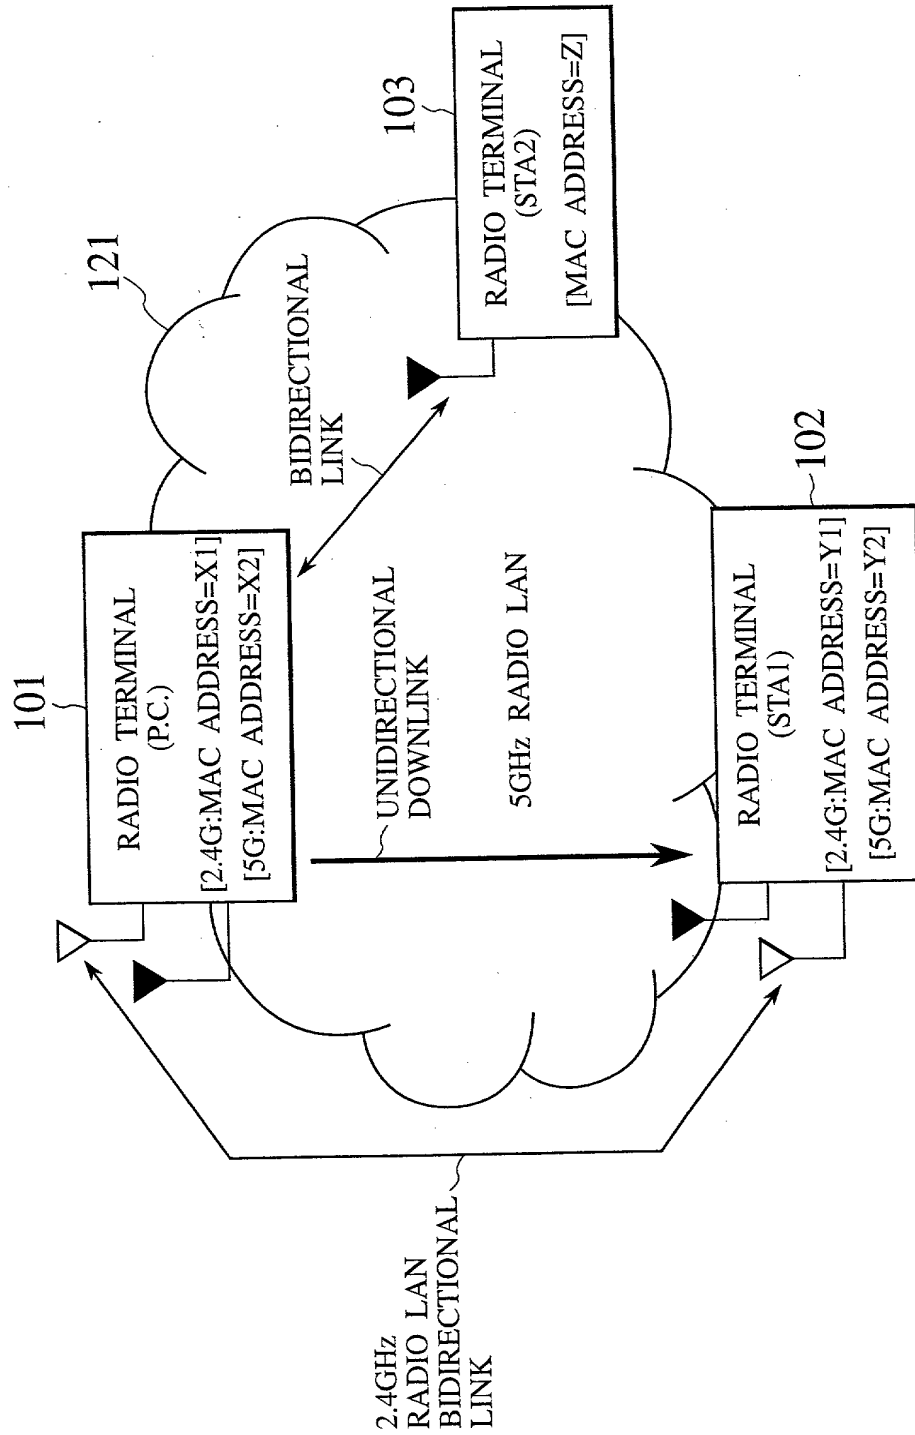 101
RADIO TERMINAL
(P.C.)
[2.4G:MAC ADDRESS=X1]
[5G:MAC ADDRESS=X2]
121
BIDIRECTIONAL
LINK
103
RADIO TERMINAL
(STA2)
[MAC ADDRESS=Z]
UNIDIRECTIONAL
DOWNLINK
5GHz RADIO LAN
2.4GHz
RADIO LAN
BIDIRECTIONAL
LINK
102
RADIO TERMINAL
(STA1)
[2.4G:MAC ADDRESS=Y1]
[5G:MAC ADDRESS=Y2]